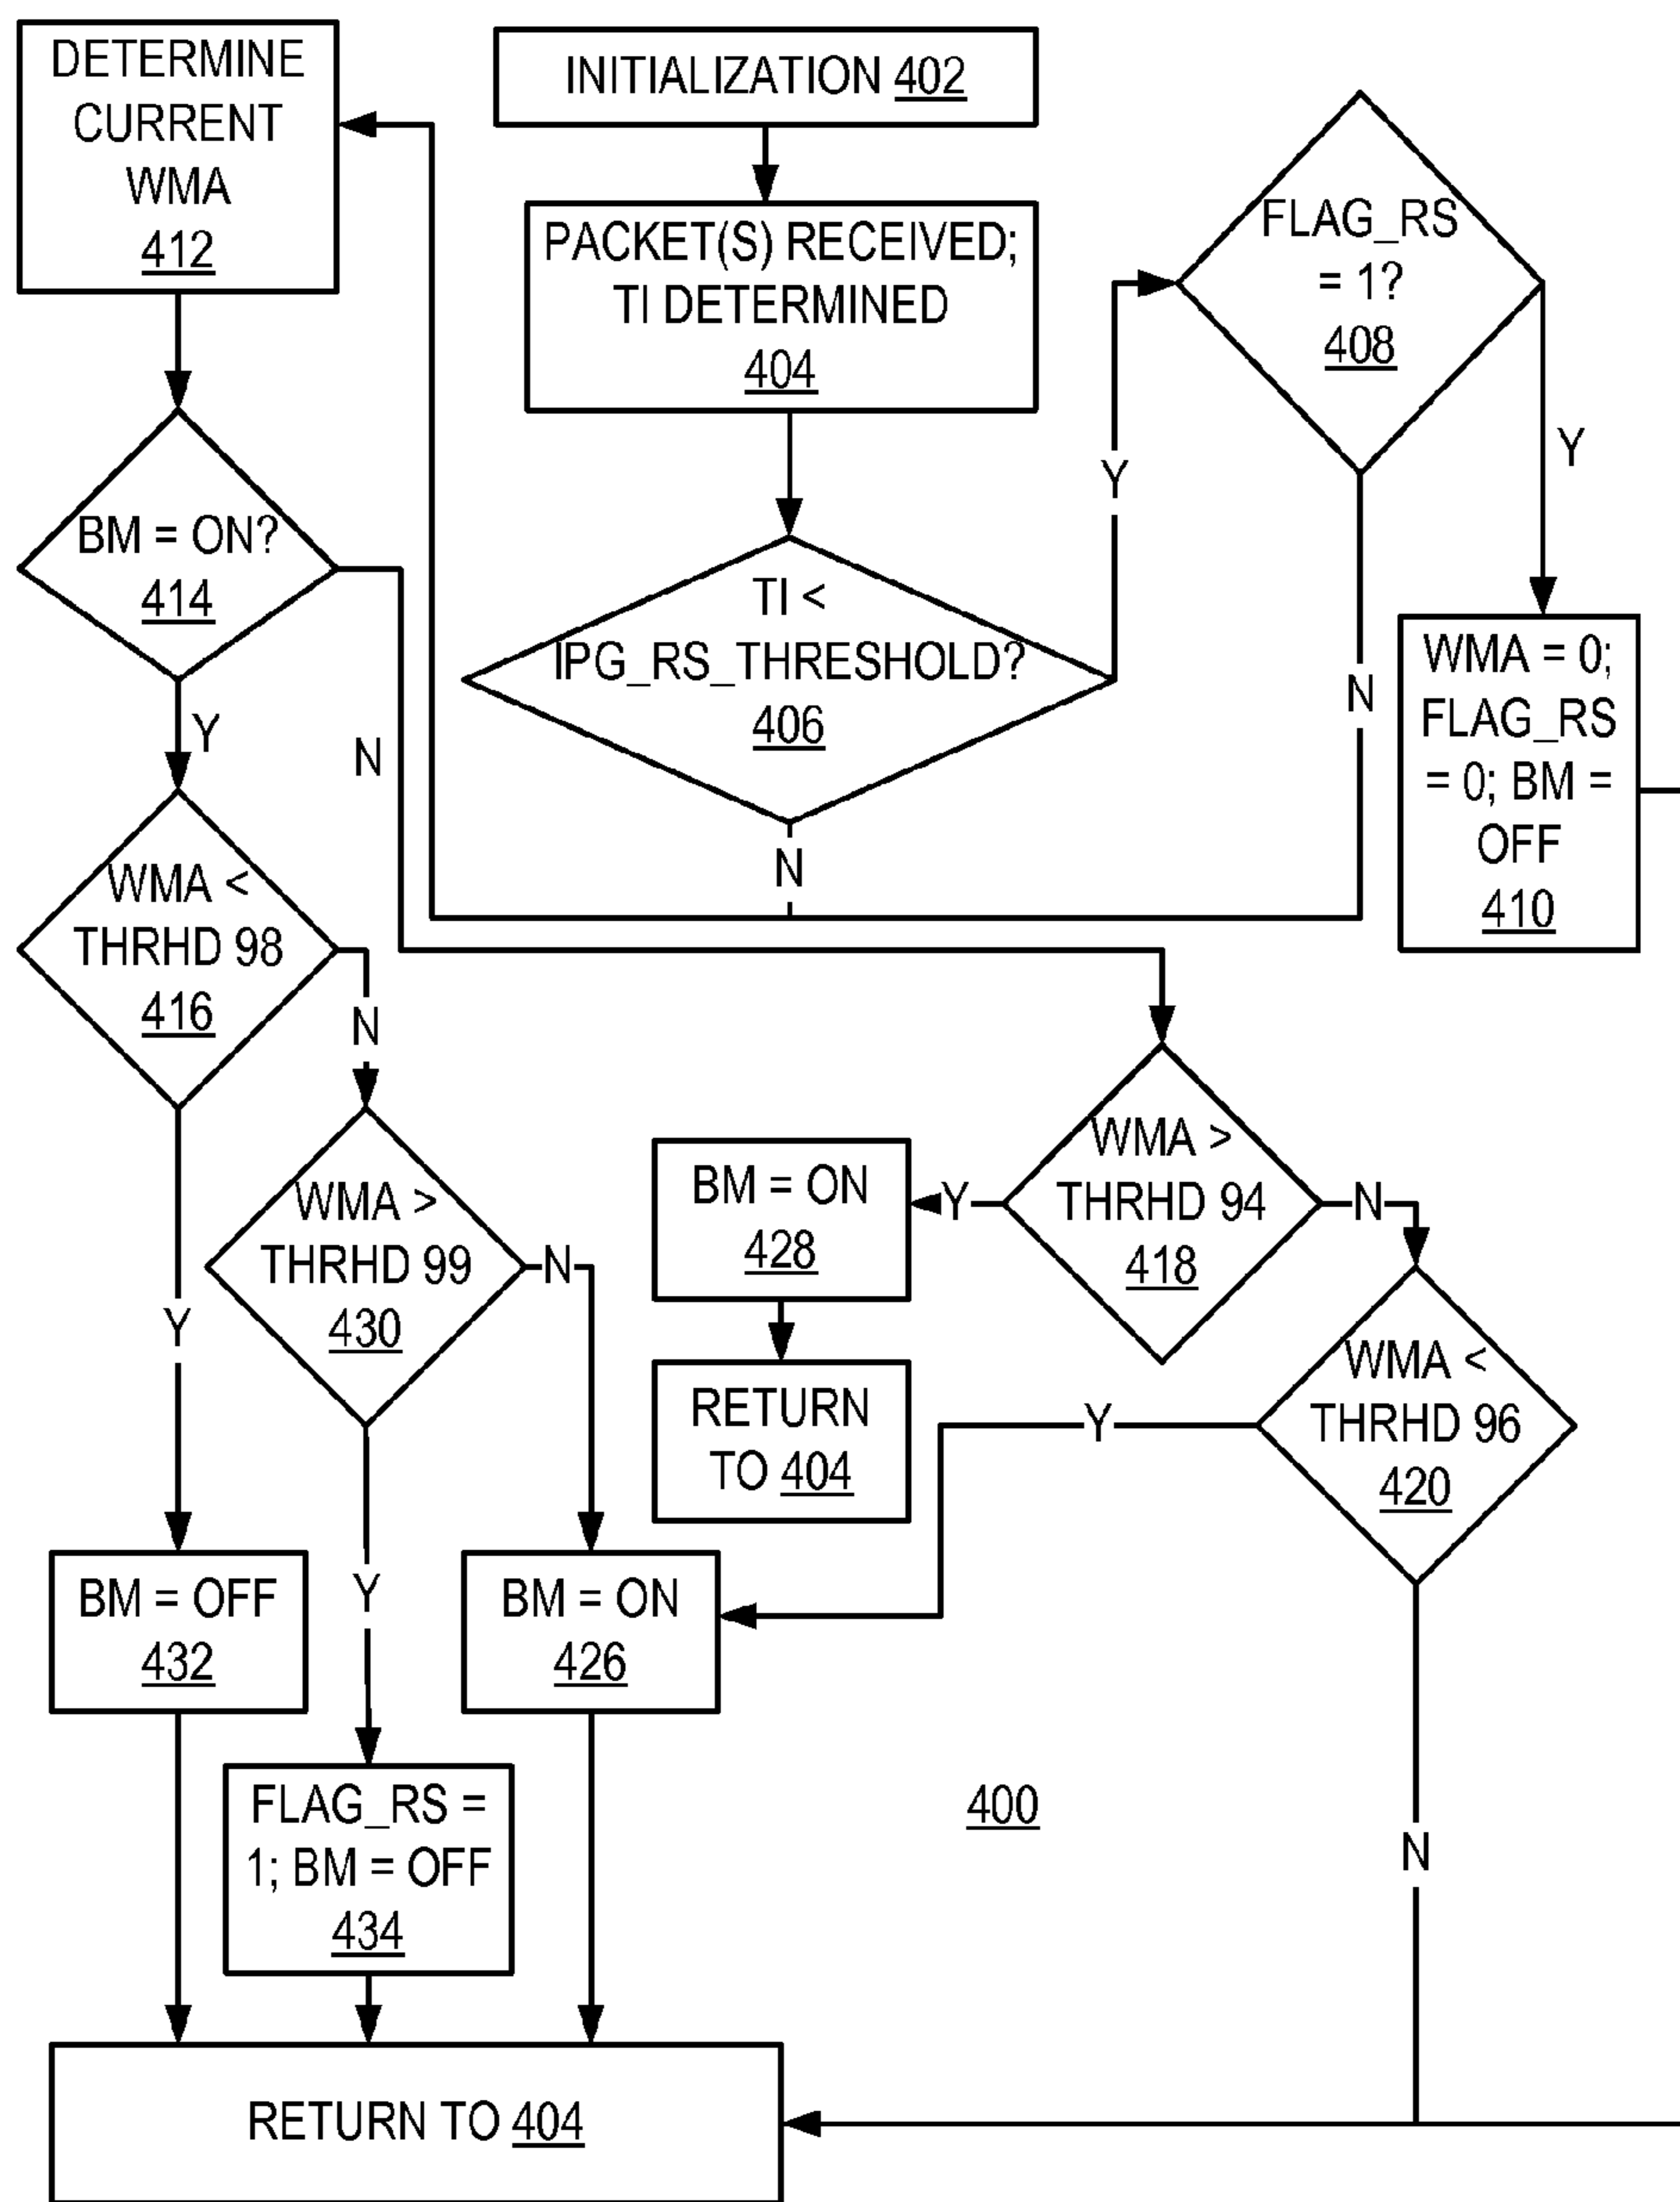 DETERMINE
CURRENT
WMA
412
INITIALIZATION 402
PACKET(S) RECEIVED;
TI DETERMINED
404
FLAG_RS
= 1?
408
Y
Y
N
TI <
IPG_RS_THRESHOLD?
406
N
WMA = 0;
FLAG_RS
= 0; BM =
OFF
410
BM = ON?
414
Y
N
WMA <
THRHD 98
416
N
Y
WMA >
THRHD 99
430
N
Y
WMA >
THRHD 94
418
Y
N
BM = ON
428
RETURN
TO 404
WMA <
THRHD 96
420
Y
N
BM = OFF
432
BM = ON
426
FLAG_RS =
1; BM = OFF
434
400
RETURN TO 404